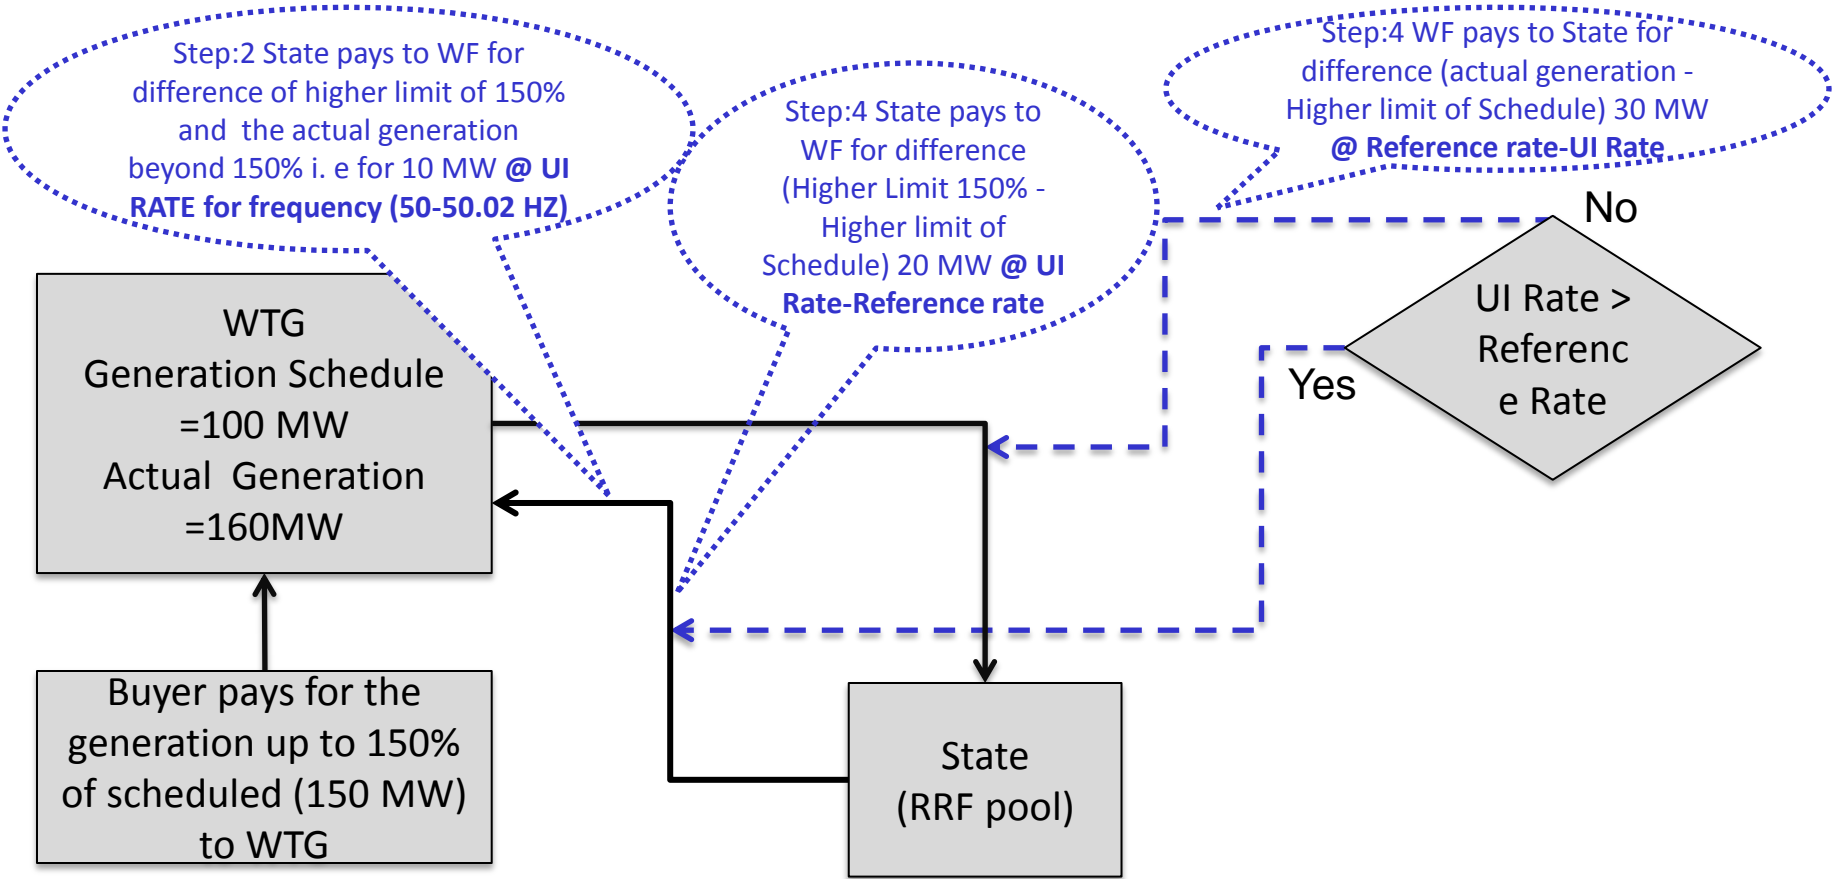 Step:2 State pays to WF for
difference of higher limit of 150%
and the actual generation
beyond 150% i. e for 10 MW @ UI
RATE for frequency (50-50.02 HZ)
Step:4 State pays to
WF for difference
(Higher Limit 150% -
Higher limit of
Schedule) 20 MW @ UI
Rate-Reference rate
Step:4 WF pays to State for
difference (actual generation -
Higher limit of Schedule) 30 MW
@ Reference rate-UI Rate
No
UI Rate >
Referenc
e Rate
Yes
WTG
Generation Schedule
=100 MW
Actual Generation
=160MW
Buyer pays for the
generation up to 150%
of scheduled (150 MW)
to WTG
State
(RRF pool)